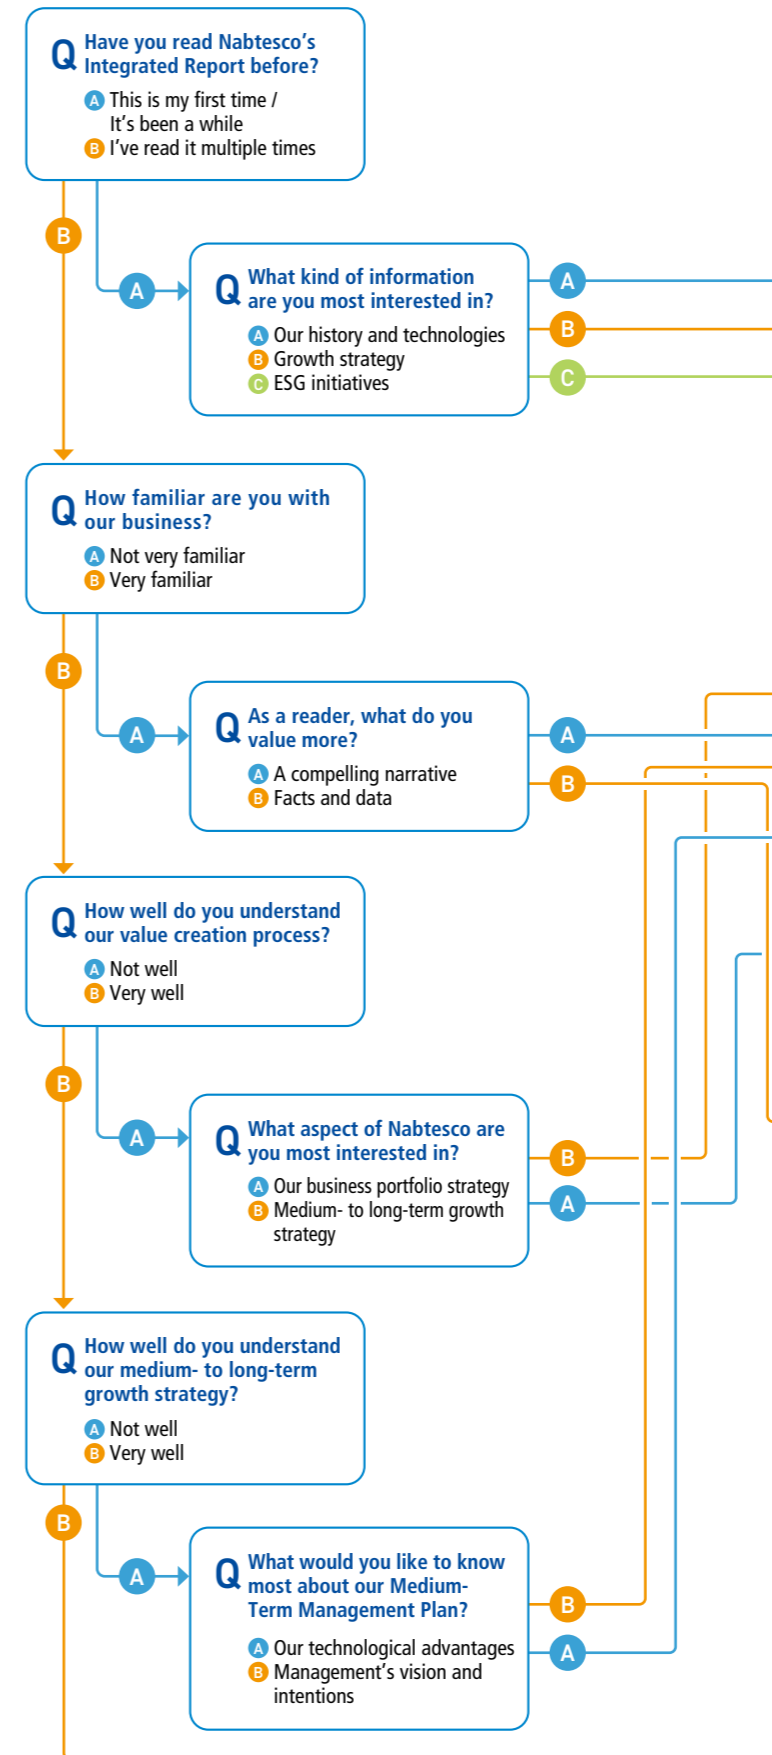 Q Have you read Nabtesco's
Integrated Report before?
A This is my first time /
It's been a while
B I've read it multiple times
B
A
Q What kind of information
are you most interested in?
A Our history and technologies
B Growth strategy
C ESG initiatives
A
B
C
Q How familiar are you with
our business?
A Not very familiar
B Very familiar
B
A
Q As a reader, what do you
value more?
A A compelling narrative
B Facts and data
A
B
Q How well do you understand
our value creation process?
A Not well
B Very well
B
A
Q What aspect of Nabtesco are
you most interested in?
A Our business portfolio strategy
B Medium- to long-term growth
strategy
B
A
Q How well do you understand
our medium- to long-term
growth strategy?
A Not well
B Very well
B
A
Q What would you like to know
most about our Medium-
Term Management Plan?
A Our technological advantages
B Management's vision and
intentions
B
A